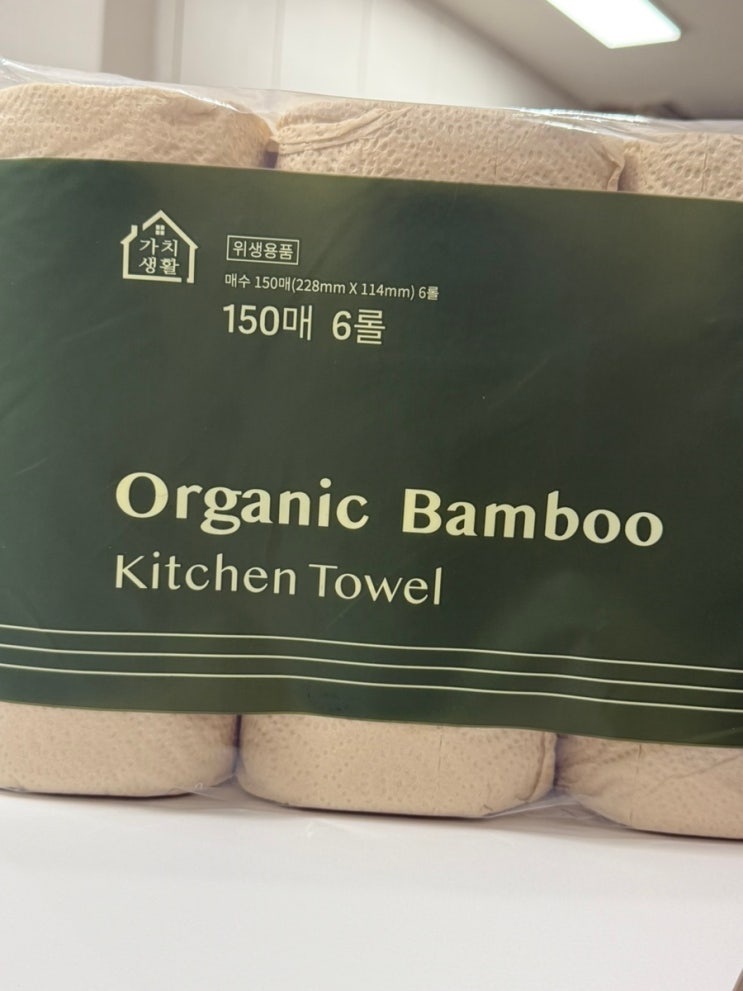 가치
생활
위생용품
매수 150매(228mm X 114mm) 6롤
150매 6롤
Organic Bamboo
Kitchen Towel